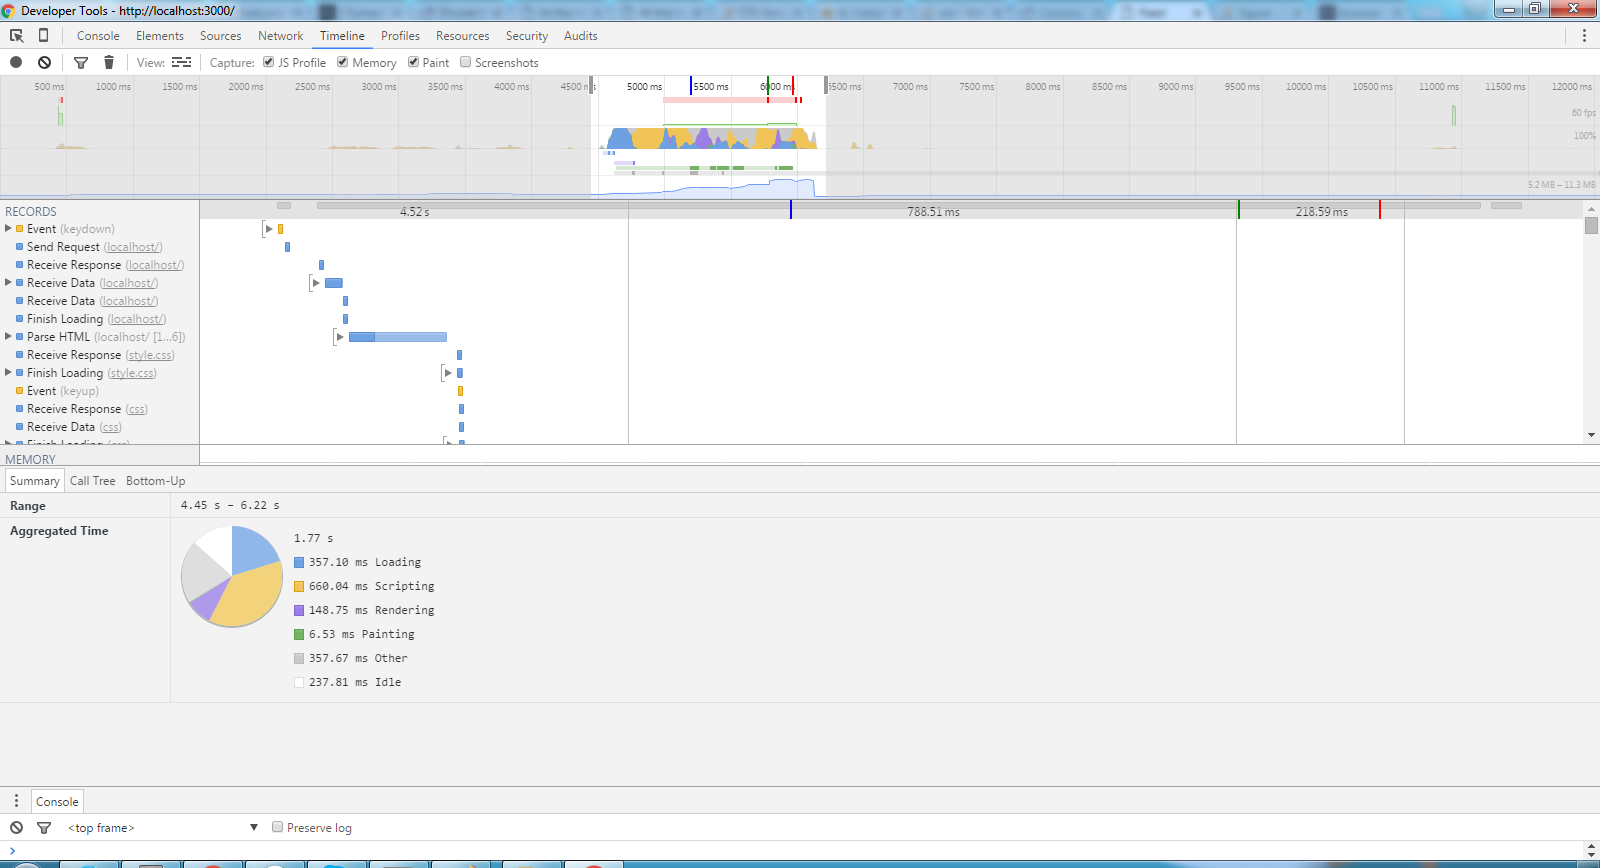 Developer Tools - http://localhost:3000/
Console Elements Sources Network Timeline Profiles Resources Security Audits
View: Capture: JS Profile Memory Paint Screenshots
500 ms 1000 ms 1500 ms 2000 ms 2500 ms 3000 ms 3500 ms 4000 ms 4500 5000 ms 5500 ms 6000 ms 6500 ms 7000 ms 7500 ms 8000 ms 8500 ms 9000 ms 9500 ms 10000 ms 10500 ms 11000 ms 11500 ms 12000 ms
60 fps
100%
5.2 MB – 11.3 MB
RECORDS 4.52 s 788.51 ms 218.59 ms
Event (keydown)
Send Request (localhost/)
Receive Response (localhost/)
Receive Data (localhost/)
Receive Data (localhost/)
Finish Loading (localhost/)
Parse HTML (localhost/ [1…6])
Receive Response (style.css)
Finish Loading (style.css)
Event (keyup)
Receive Response (css)
Receive Data (css)
Finish Loading (css)
MEMORY
Summary Call Tree Bottom-Up
Range 4.45 s – 6.22 s
Aggregated Time
1.77 s
357.10 ms Loading
660.04 ms Scripting
148.75 ms Rendering
6.53 ms Painting
357.67 ms Other
237.81 ms Idle
Console
<top frame> Preserve log